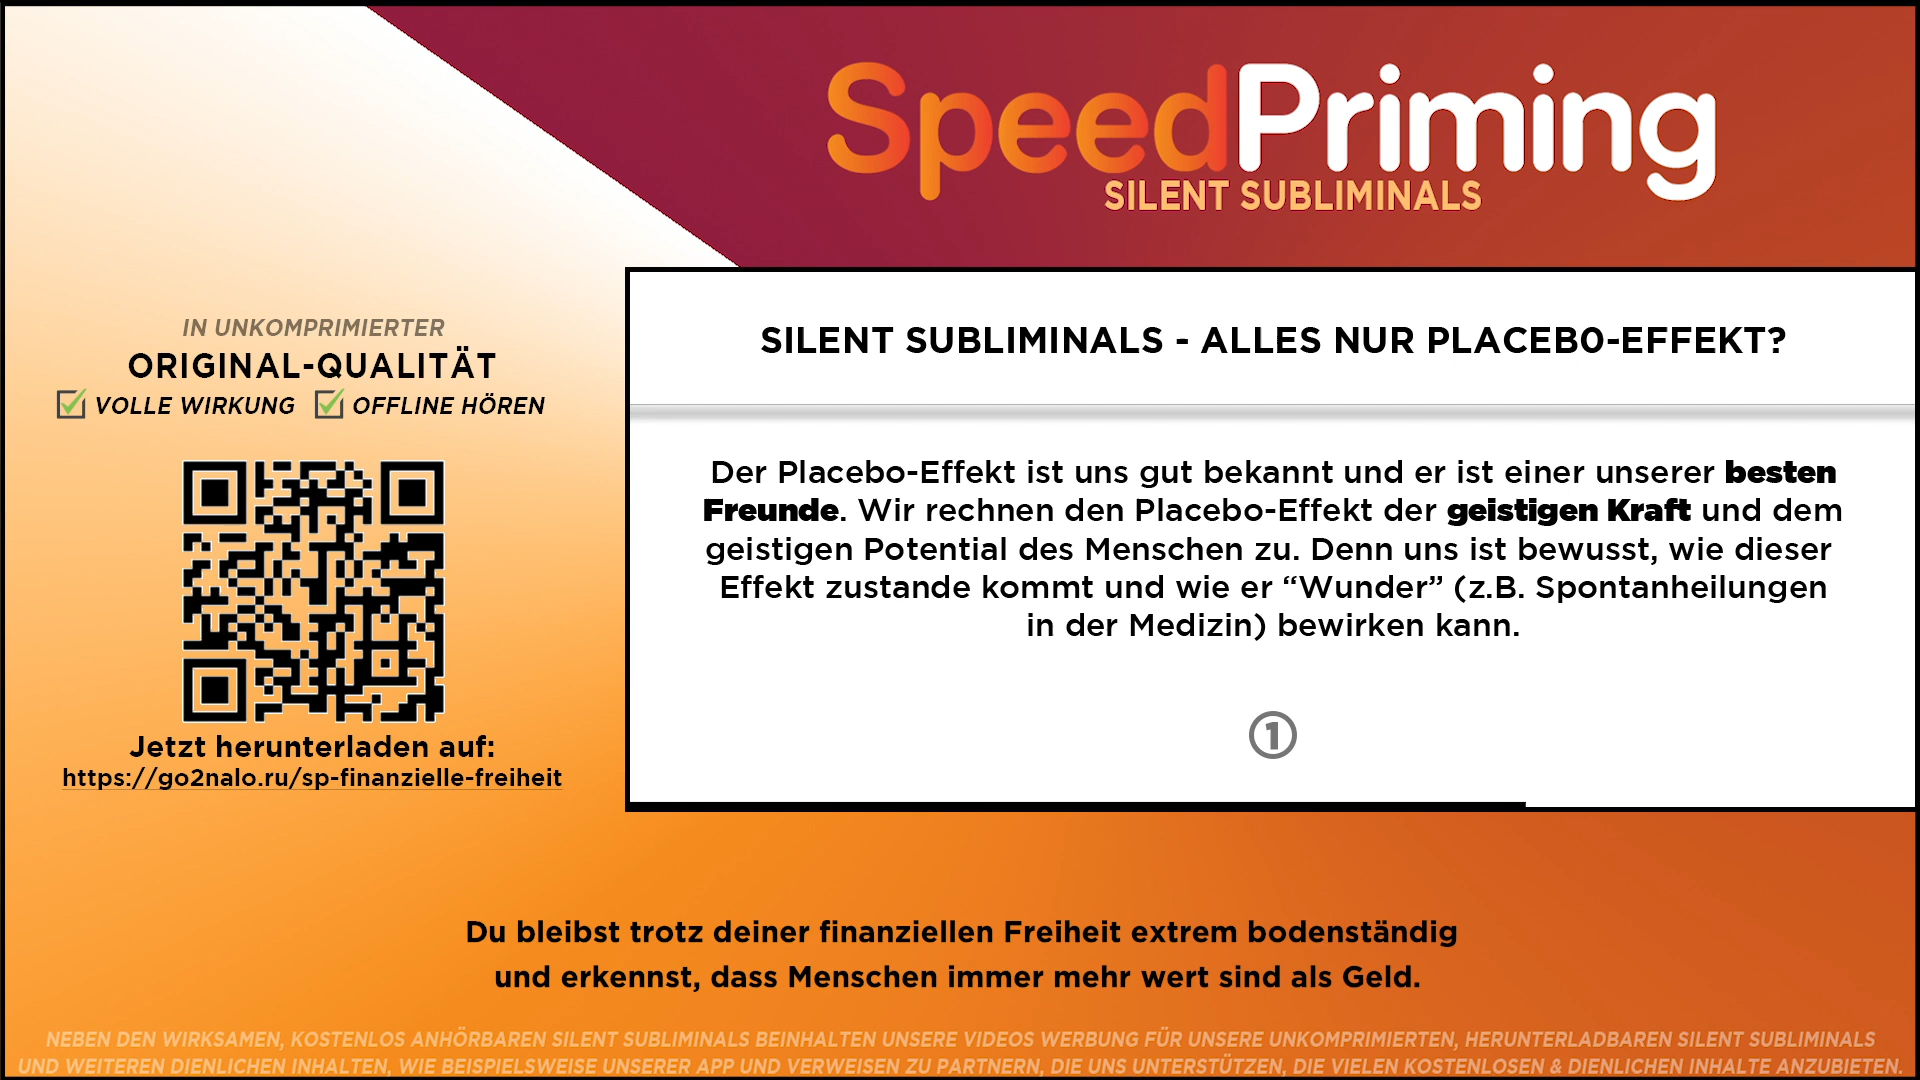 SpeedPriming
SILENT SUBLIMINALS
IN UNKOMPRIMIERTER
ORIGINAL-QUALITÄT
VOLLE WIRKUNG OFFLINE HÖREN
Jetzt herunterladen auf:
https://go2nalo.ru/sp-finanzielle-freiheit
SILENT SUBLIMINALS - ALLES NUR PLACEB0-EFFEKT?
Der Placebo-Effekt ist uns gut bekannt und er ist einer unserer besten
Freunde. Wir rechnen den Placebo-Effekt der geistigen Kraft und dem
geistigen Potential des Menschen zu. Denn uns ist bewusst, wie dieser
Effekt zustande kommt und wie er “Wunder” (z.B. Spontanheilungen
in der Medizin) bewirken kann.
1
Du bleibst trotz deiner finanziellen Freiheit extrem bodenständig
und erkennst, dass Menschen immer mehr wert sind als Geld.
NEBEN DEN WIRKSAMEN, KOSTENLOS ANHÖRBAREN SILENT SUBLIMINALS BEINHALTEN UNSERE VIDEOS WERBUNG FÜR UNSERE UNKOMPRIMIERTEN, HERUNTERLADBAREN SILENT SUBLIMINALS
UND WEITEREN DIENLICHEN INHALTEN, WIE BEISPIELSWEISE UNSERER APP UND VERWEISEN ZU PARTNERN, DIE UNS UNTERSTÜTZEN, DIE VIELEN KOSTENLOSEN & DIENLICHEN INHALTE ANZUBIETEN.